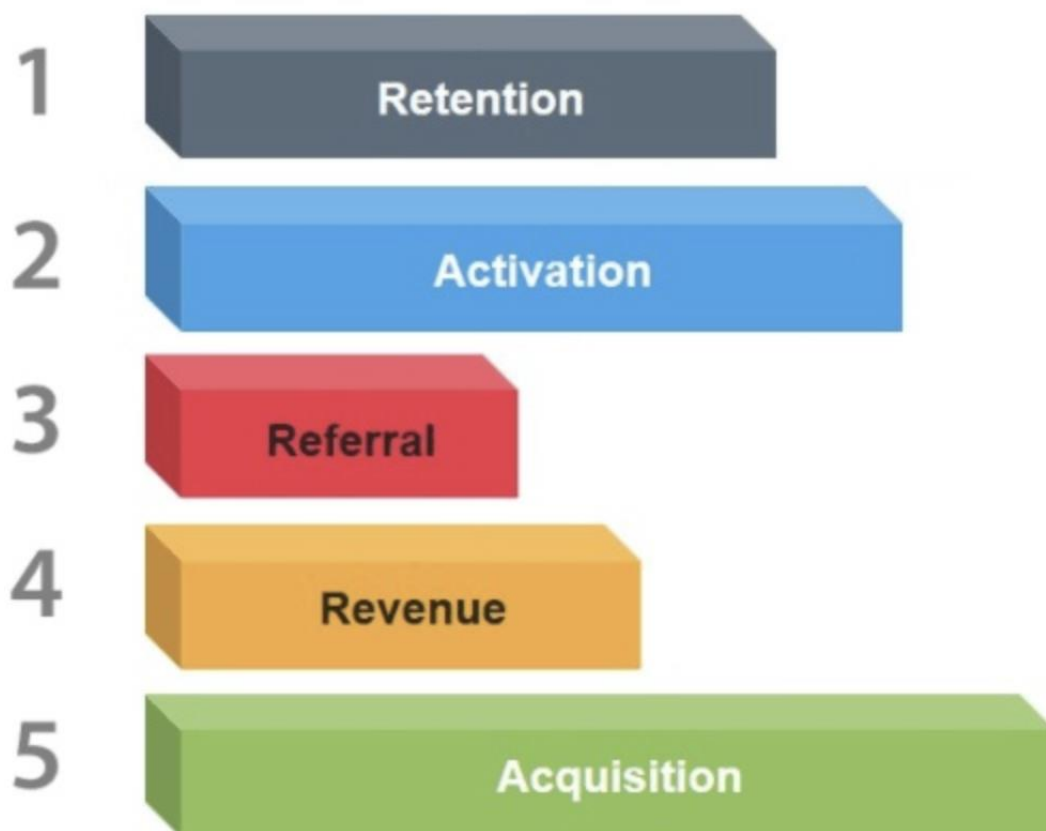 1 Retention
2 Activation
3 Referral
4 Revenue
5 Acquisition